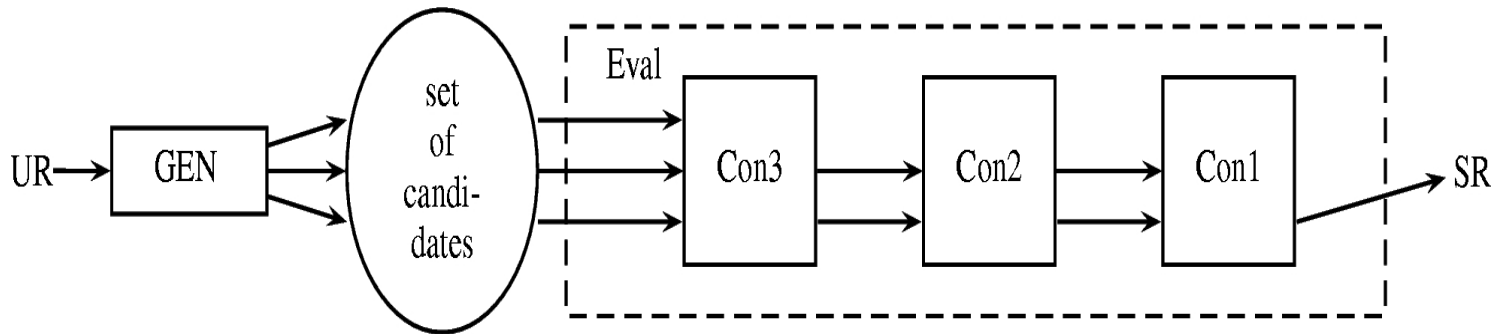 UR
GEN
set
of
candi-
dates
Eval
Con3
Con2
Con1
SR